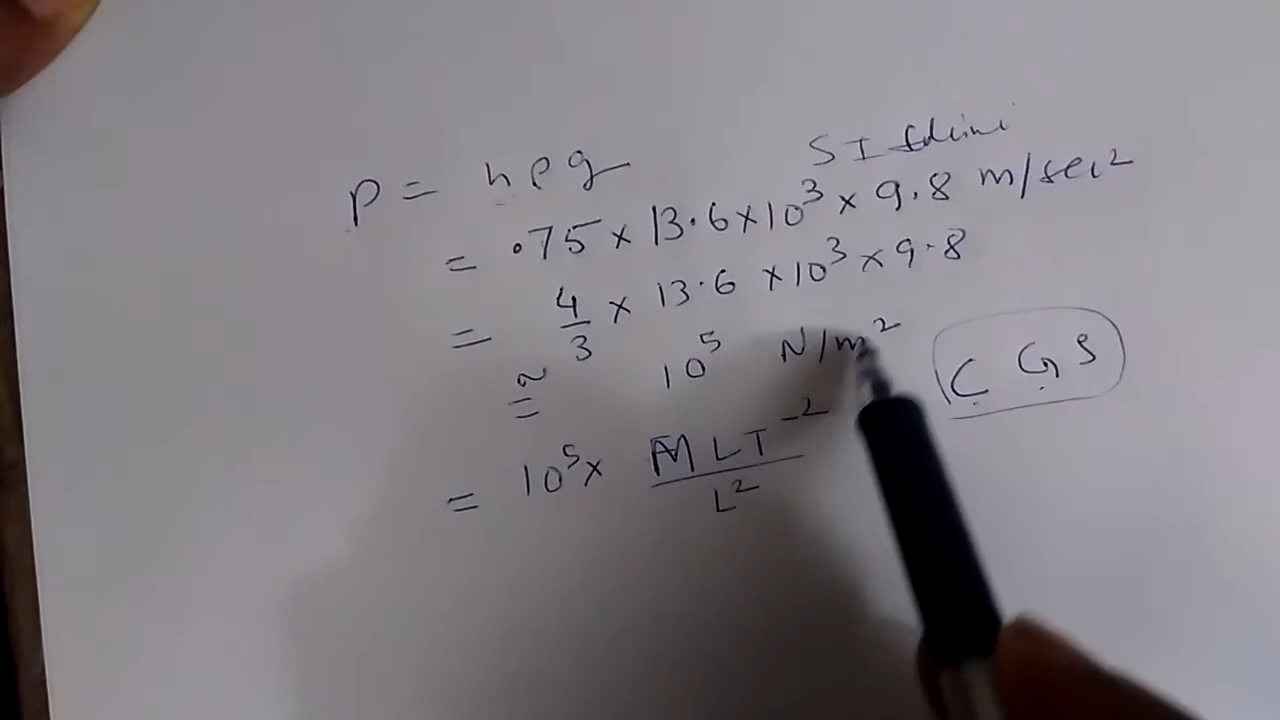 SI
P = hρg
= .75 × 13.6 × 10³ × 9.8 m/sec²
= 4/3 × 13.6 × 10³ × 9.8
≅ 10⁵ N/m²
CGS
= 10⁵ × MLT⁻²/L²